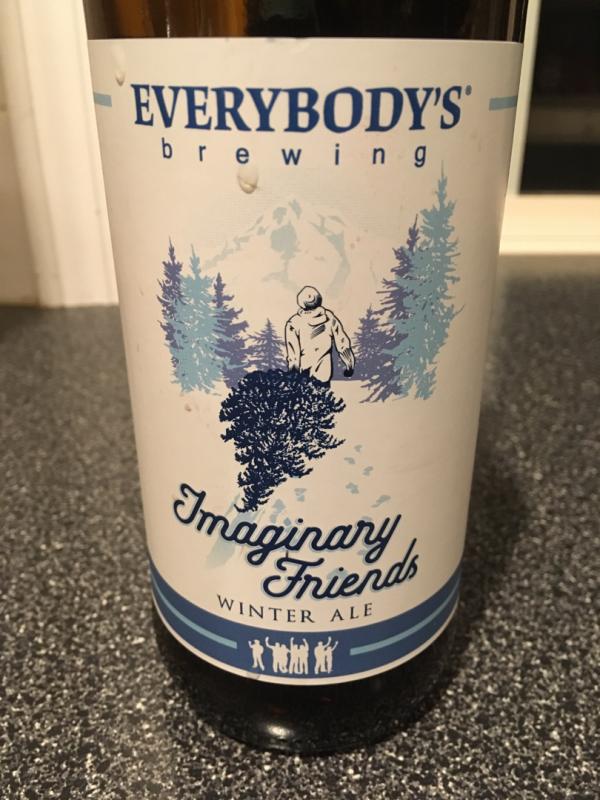 EVERYBODY'S®
brewing
Imaginary
Friends
WINTER ALE